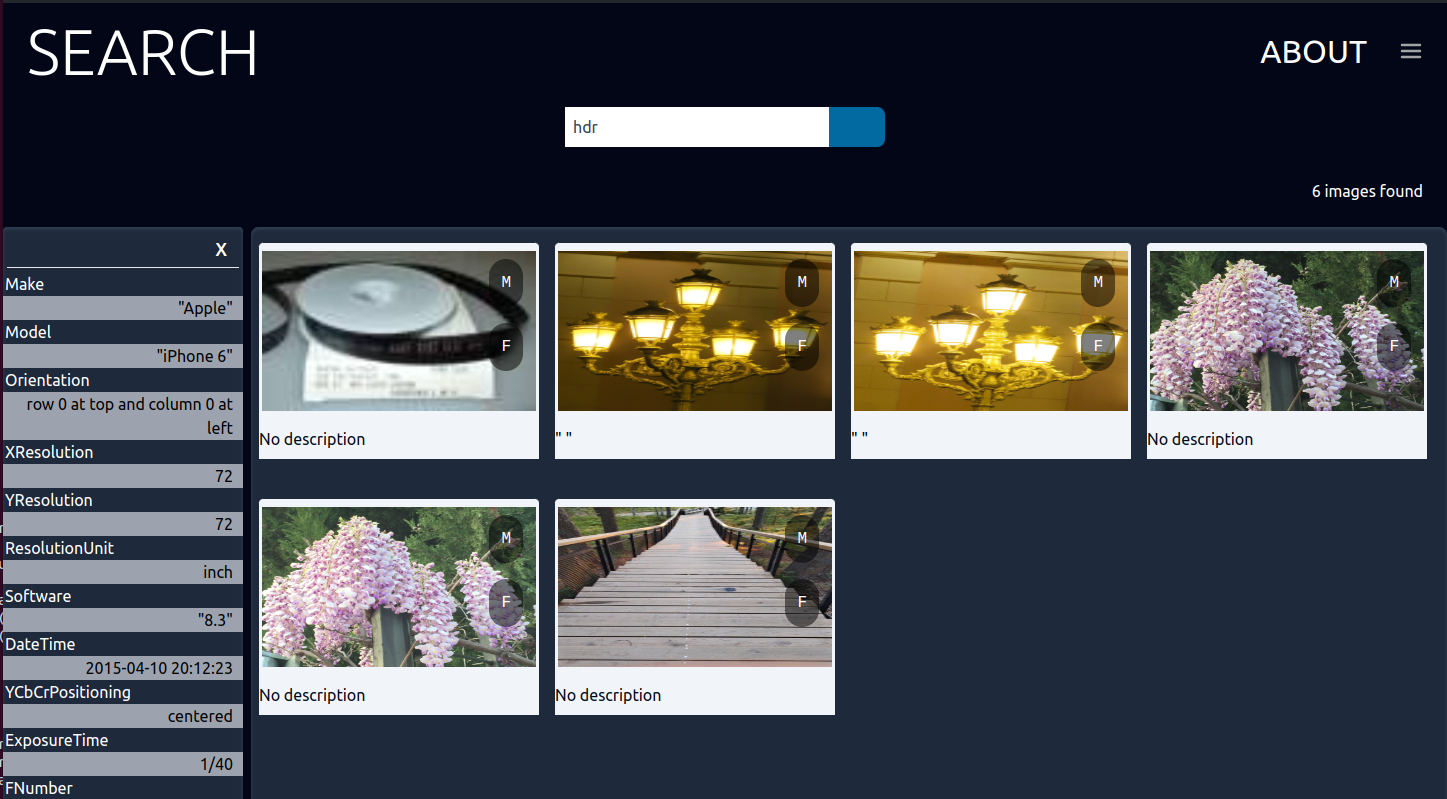 SEARCH
ABOUT
hdr
6 images found
X
Make
"Apple"
Model
"iPhone 6"
Orientation
row 0 at top and column 0 at
left
XResolution
72
YResolution
72
ResolutionUnit
inch
Software
"8.3"
DateTime
2015-04-10 20:12:23
YCbCrPositioning
centered
ExposureTime
1/40
FNumber
M
F
No description
M
F
" "
M
F
" "
M
F
No description
M
F
No description
M
F
No description